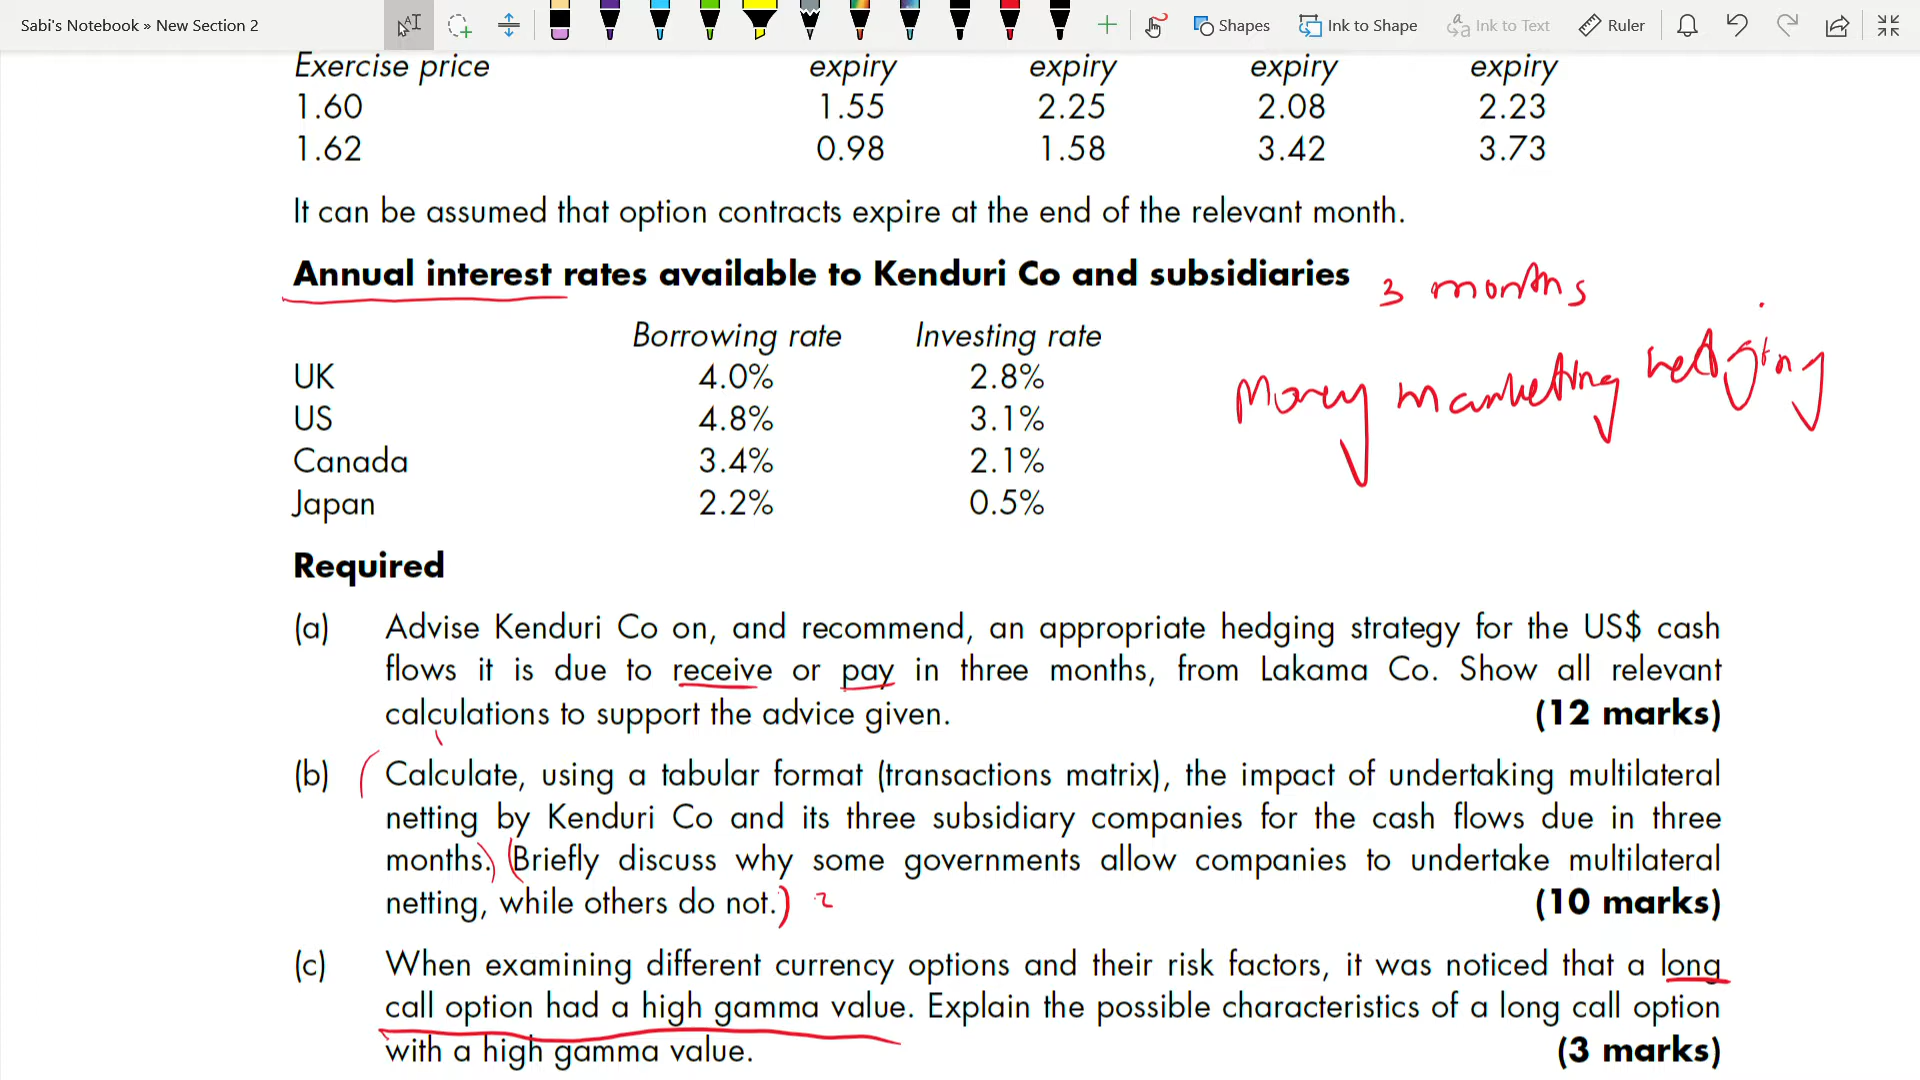 Sabi's Notebook » New Section 2
Shapes
Ink to Shape
Ink to Text
Ruler
Exercise price expiry expiry expiry expiry
1.60 1.55 2.25 2.08 2.23
1.62 0.98 1.58 3.42 3.73
It can be assumed that option contracts expire at the end of the relevant month.
Annual interest rates available to Kenduri Co and subsidiaries
3 months
Borrowing rate Investing rate
UK 4.0% 2.8%
US 4.8% 3.1%
Canada 3.4% 2.1%
Japan 2.2% 0.5%
Money marketing hedging
Required
(a) Advise Kenduri Co on, and recommend, an appropriate hedging strategy for the US$ cash
flows it is due to receive or pay in three months, from Lakama Co. Show all relevant
calculations to support the advice given. (12 marks)
(b) Calculate, using a tabular format (transactions matrix), the impact of undertaking multilateral
netting by Kenduri Co and its three subsidiary companies for the cash flows due in three
months. Briefly discuss why some governments allow companies to undertake multilateral
netting, while others do not. 2 (10 marks)
(c) When examining different currency options and their risk factors, it was noticed that a long
call option had a high gamma value. Explain the possible characteristics of a long call option
with a high gamma value. (3 marks)